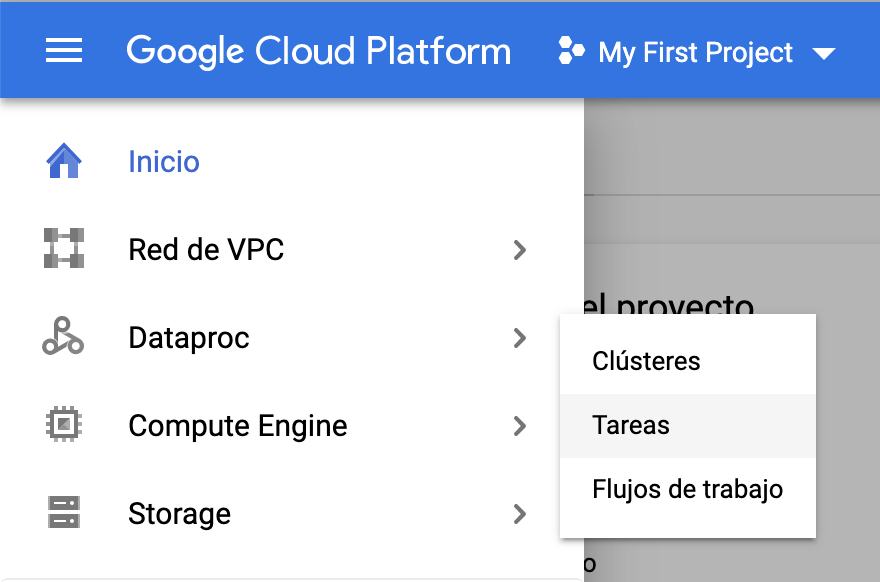 Google Cloud Platform My First Project
Inicio
Red de VPC
Dataproc
Compute Engine
Storage
el proyecto
Clústeres
Tareas
Flujos de trabajo
o